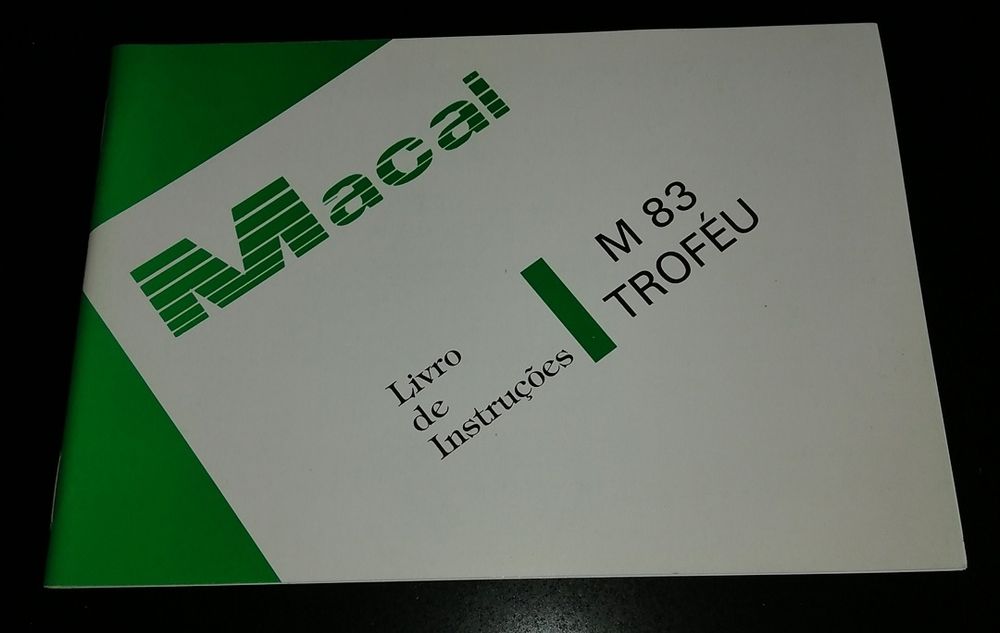 Macal
Livro
de
Instruções
M 83
TROFÉU